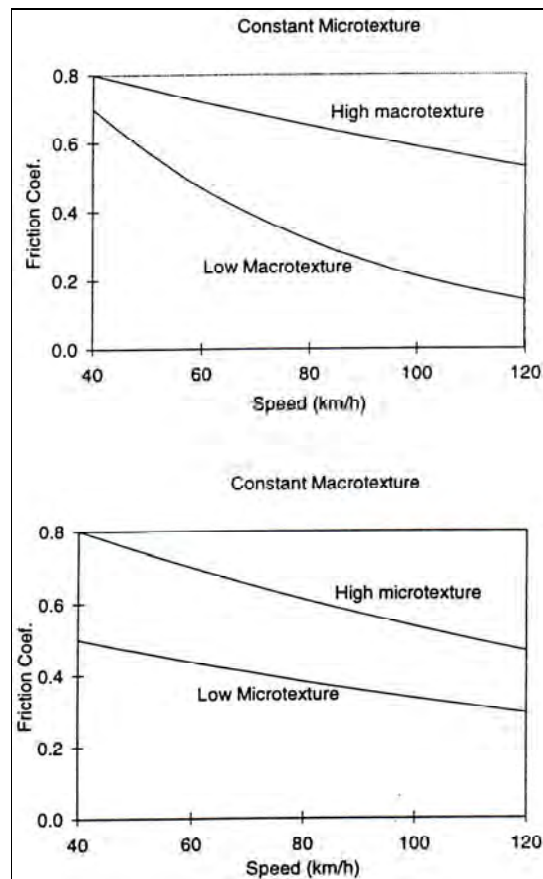 Constant Microtexture
0.8
High macrotexture
0.6
Friction Coef.
0.4
Low Macrotexture
0.2
0.0
40 60 80 100 120
Speed (km/h)
Constant Macrotexture
0.8
High microtexture
0.6
Friction Coef.
0.4
Low Microtexture
0.2
0.0
40 60 80 100 120
Speed (km/h)